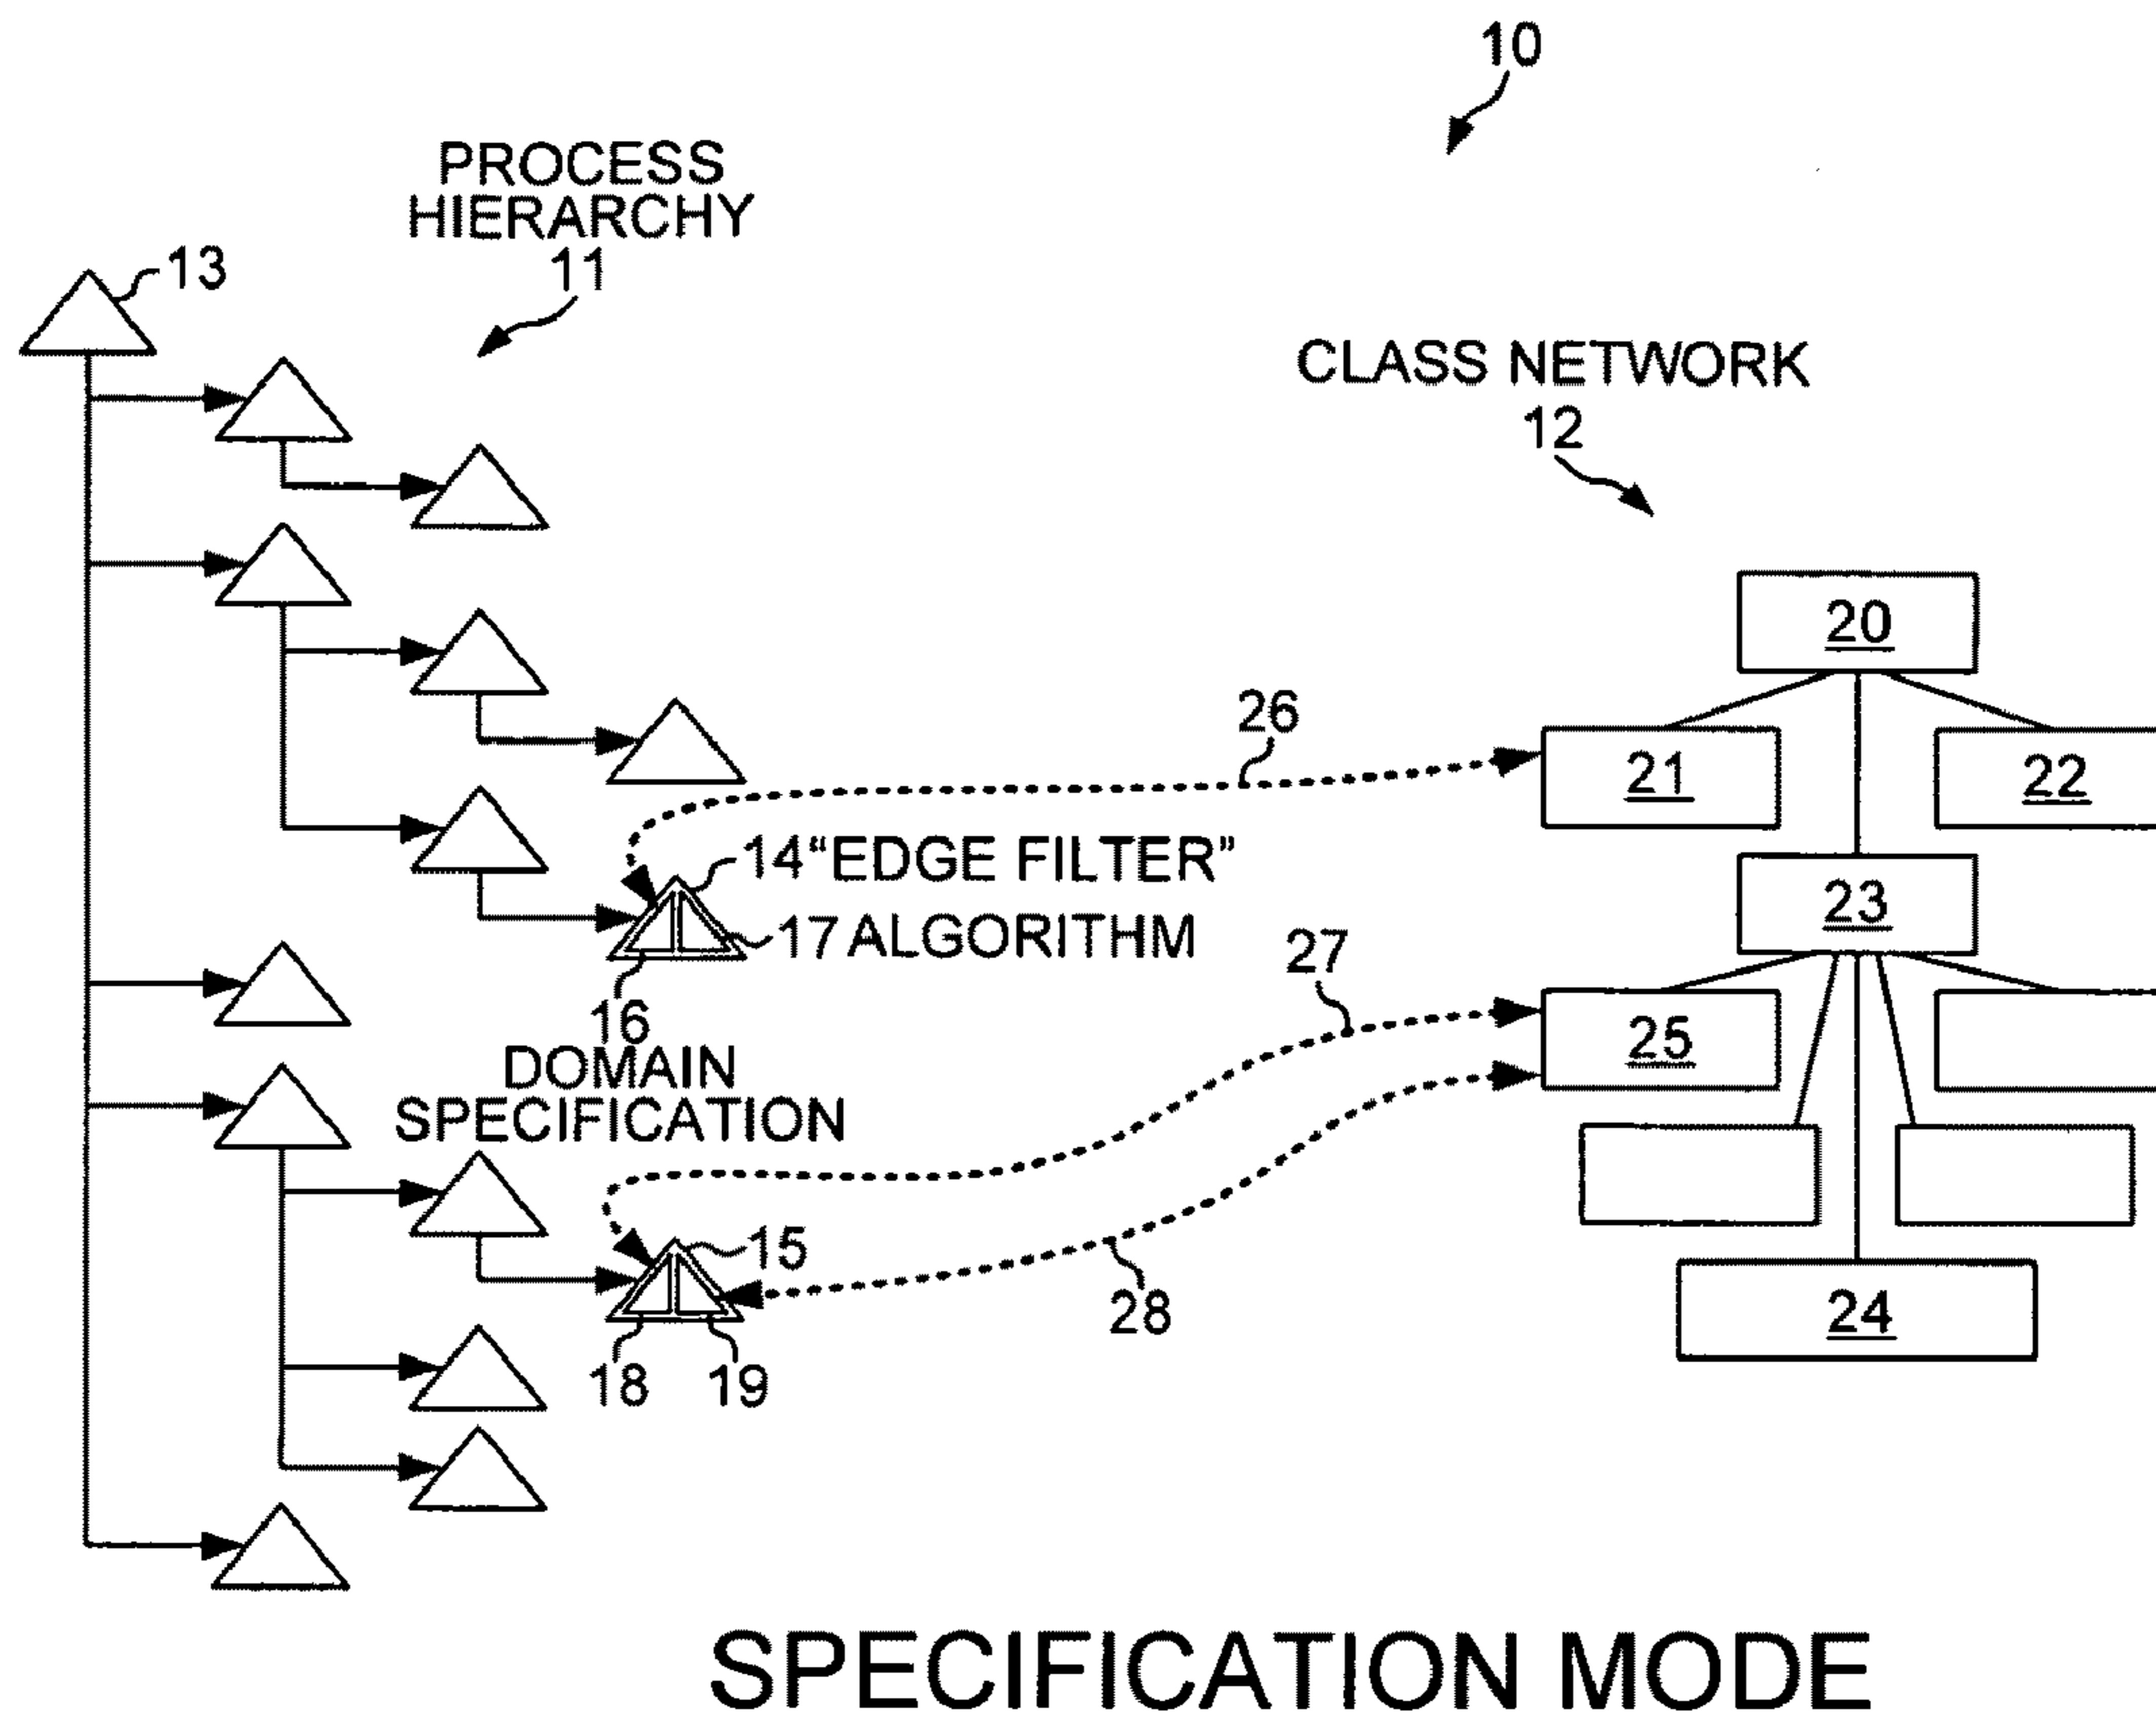 10
PROCESS
HIERARCHY
11
13
CLASS NETWORK
12
20
21
22
26
14 “EDGE FILTER”
17 ALGORITHM
16
DOMAIN
SPECIFICATION
23
27
25
15
28
18
19
24
SPECIFICATION MODE